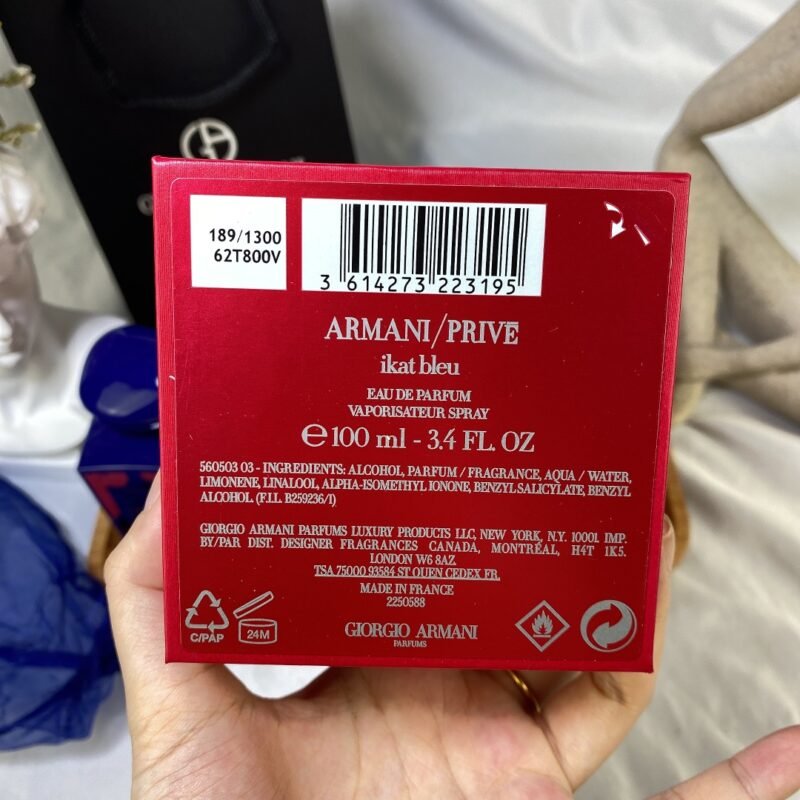 189/1300
62T800V
3 614273 223195
ARMANI/PRIVĒ
ikat bleu
EAU DE PARFUM
VAPORISATEUR SPRAY
℮ 100 ml - 3.4 FL. OZ
560503 03 - INGREDIENTS: ALCOHOL, PARFUM / FRAGRANCE, AQUA / WATER,
LIMONENE, LINALOOL, ALPHA-ISOMETHYL IONONE, BENZYL SALICYLATE, BENZYL
ALCOHOL (F.I.L. B259236/1)
GIORGIO ARMANI PARFUMS LUXURY PRODUCTS LLC, NEW YORK, N.Y. 10001. IMP.
BY/PAR DIST. DESIGNER FRAGRANCES CANADA, MONTRÉAL, H4T 1K5.
LONDON W6 8AZ
TSA 75000 93584 ST OUEN CEDEX FR.
MADE IN FRANCE
2250588
C/PAP
24M
GIORGIO ARMANI
PARFUMS